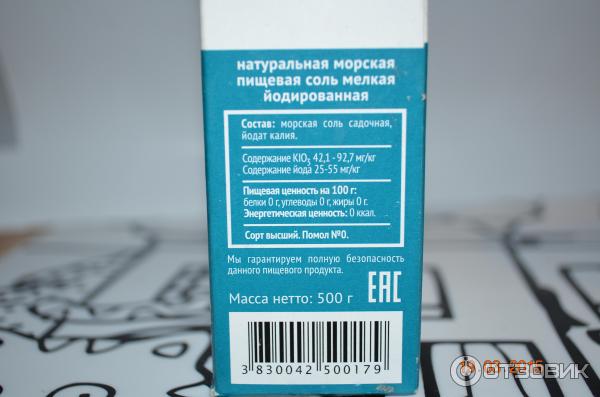 натуральная морская
пищевая соль мелкая
йодированная
Состав: морская соль садочная,
йодат калия.
Содержание KIO₃ 42,1 - 92,7 мг/кг
Содержание йода 25-55 мг/кг
Пищевая ценность на 100 г:
белки 0 г, углеводы 0 г, жиры 0 г.
Энергетическая ценность: 0 ккал.
Сорт высший. Помол №0.
Мы гарантируем полную безопасность
данного пищевого продукта.
Масса нетто: 500 г
EAC
3 830042 500179
ОТЗОВИК